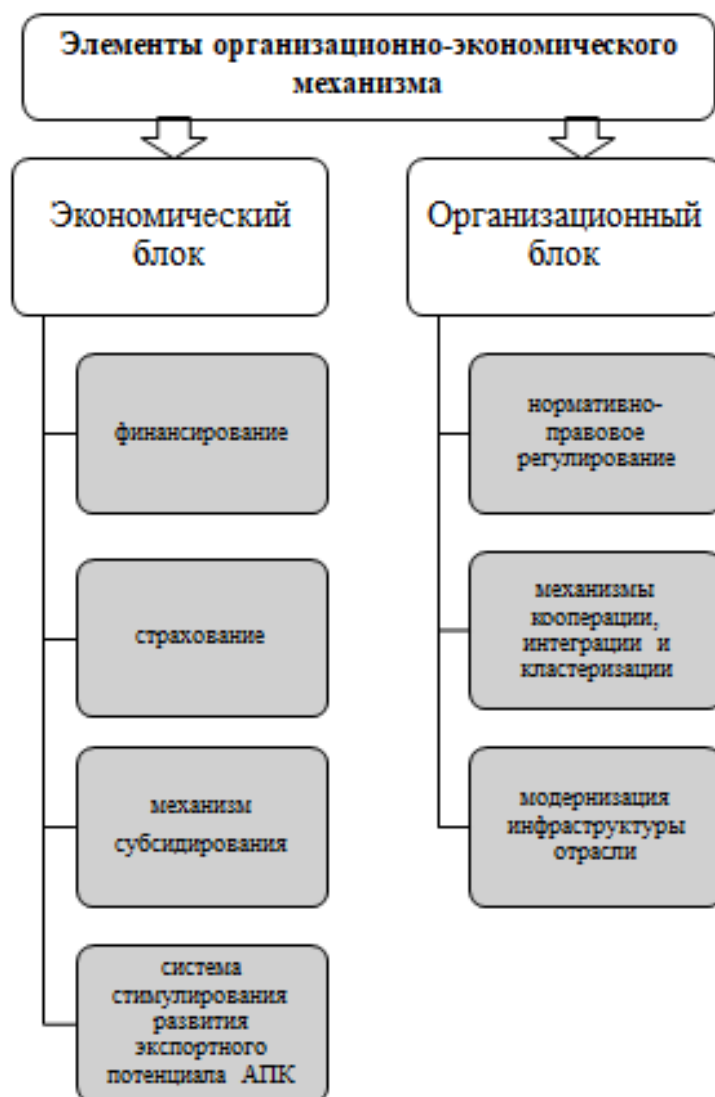 Элементы организационно-экономического
механизма
Экономический
блок
финансирование
страхование
механизм
субсидирования
система
стимулирования
развития
экспортного
потенциала АПК
Организационный
блок
нормативно-
правовое
регулирование
механизмы
кооперации,
интеграции и
кластеризации
модернизация
инфраструктуры
отрасли